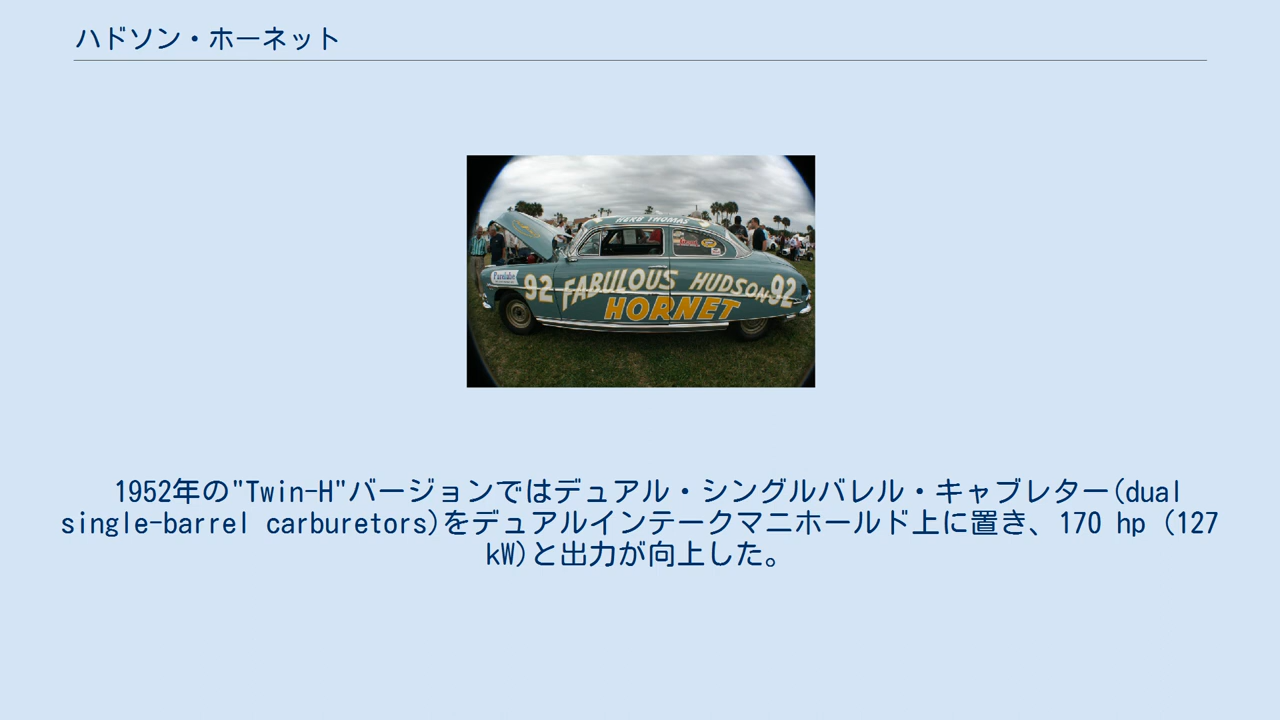 ハドソン・ホーネット
HERB THOMAS
92 FABULOUS HUDSON 92
HORNET
1952年の"Twin-H"バージョンではデュアル・シングルバレル・キャブレター(dual
single-barrel carburetors)をデュアルインテークマニホールド上に置き、170 hp (127
kW)と出力が向上した。